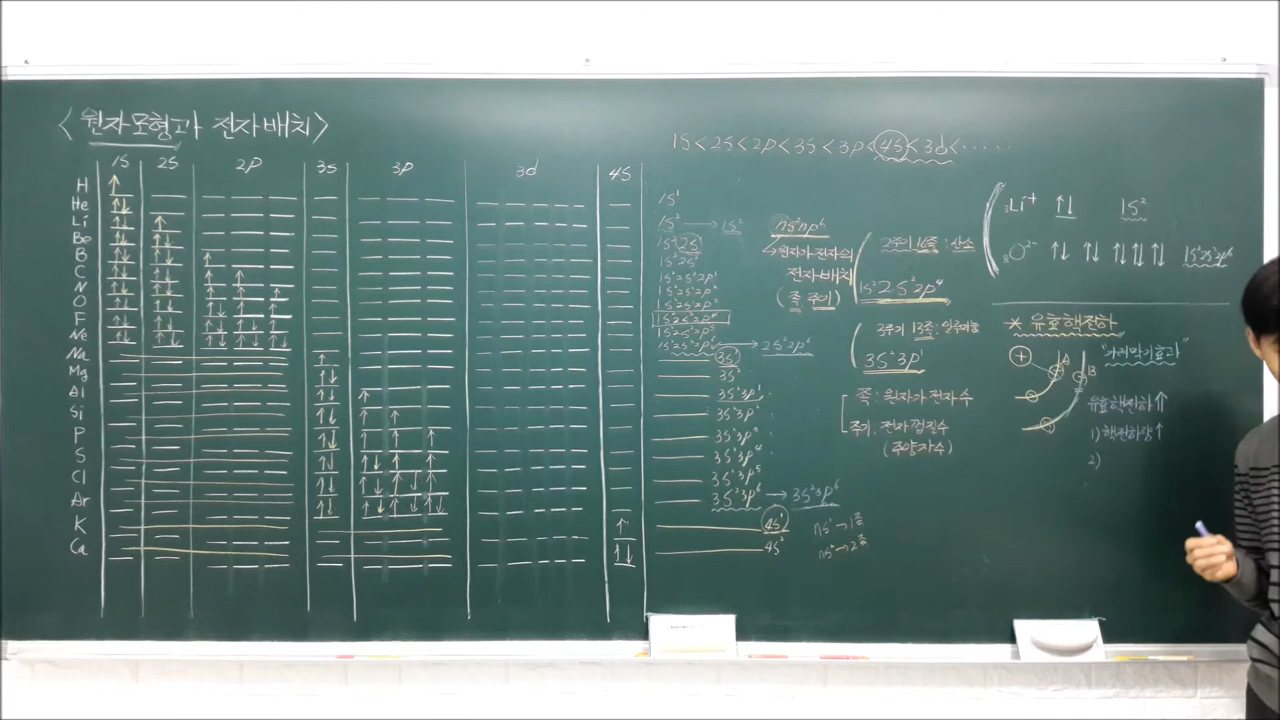 <원자모형과 전자배치>
1S 2S 2P 3S 3P 3d 4S
H
He
Li
Be
B
C
N
O
F
Ne
Na
Mg
Al
Si
P
S
Cl
Ar
K
Ca
1S<2S<2P<3S<3P<4S<3d<......
1S¹
1S² → 1S²
1S²2S¹
1S²2S²
1S²2S²2P¹
1S²2S²2P²
1S²2S²2P³
1S²2S²2P⁴
1S²2S²2P⁵
1S²2S²2P⁶ → 2S²2P⁶
3S¹
3S²
3S²3P¹
3S²3P²
3S²3P³
3S²3P⁴
3S²3P⁵
3S²3P⁶ → 3S²3P⁶
4S¹
4S²
nS¹→1족
nS²→2족
nS²nP⁶
→원자가 전자의
전자배치
(족 주기)
2주기 16족 : 산소
1S²2S²2P⁴
3주기 13족 : 알루미늄
3S²3P¹
족 : 원자가 전자수
주기. 전자껍질수
(주양자수)
₃Li⁺ ↑↓ 1S²
₈O²⁻ ↑↓ ↑↓ ↑↓↑↓↑↓ 1S²2S²2P⁶
* 유효핵전하
+ A B
"가려막기효과"
유효핵전하↑
1) 핵전하량↑
2)